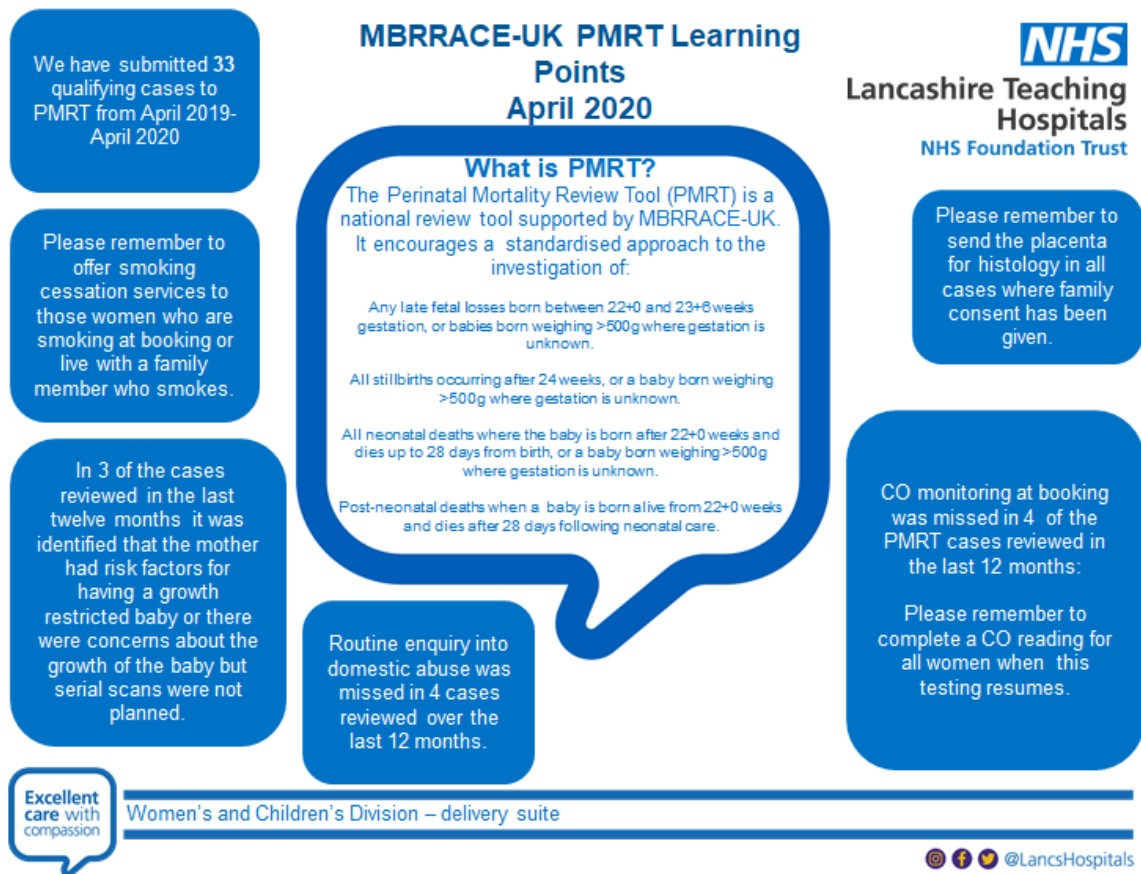 MBRRACE-UK PMRT Learning
Points
April 2020
NHS
Lancashire Teaching
Hospitals
NHS Foundation Trust
We have submitted 33
qualifying cases to
PMRT from April 2019-
April 2020
Please remember to
offer smoking
cessation services to
those women who are
smoking at booking or
live with a family
member who smokes.
In 3 of the cases
reviewed in the last
twelve months it was
identified that the mother
had risk factors for
having a growth
restricted baby or there
were concerns about the
growth of the baby but
serial scans were not
planned.
What is PMRT?
The Perinatal Mortality Review Tool (PMRT) is a
national review tool supported by MBRRACE-UK.
It encourages a standardised approach to the
investigation of:
Any late fetal losses born between 22+0 and 23+6 weeks
gestation, or babies born weighing >500g where gestation is
unknown.
All stillbirths occurring after 24 weeks, or a baby born weighing
>500g where gestation is unknown.
All neonatal deaths where the baby is born after 22+0 weeks and
dies up to 28 days from birth, or a baby born weighing >500g
where gestation is unknown.
Post-neonatal deaths when a baby is born alive from 22+0 weeks
and dies after 28 days following neonatal care.
Routine enquiry into
domestic abuse was
missed in 4 cases
reviewed over the
last 12 months.
Please remember to
send the placenta
for histology in all
cases where family
consent has been
given.
CO monitoring at booking
was missed in 4 of the
PMRT cases reviewed in
the last 12 months:
Please remember to
complete a CO reading for
all women when this
testing resumes.
Excellent
care with
compassion
Women's and Children's Division – delivery suite
@LancsHospitals